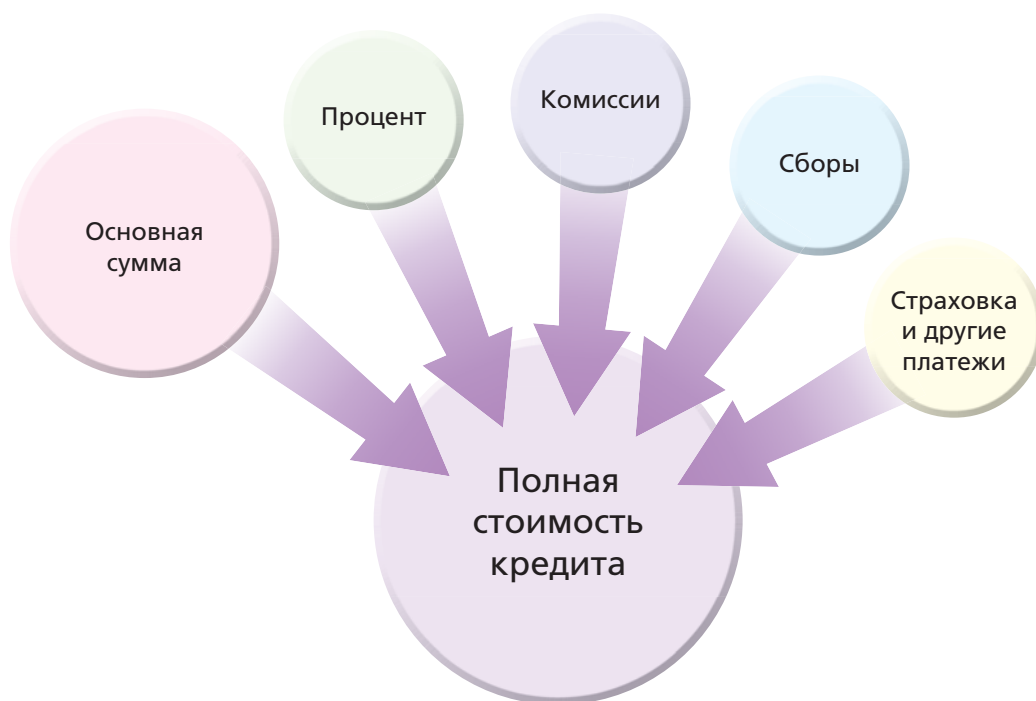 Основная
сумма
Процент
Комиссии
Сборы
Страховка
и другие
платежи
Полная
стоимость
кредита